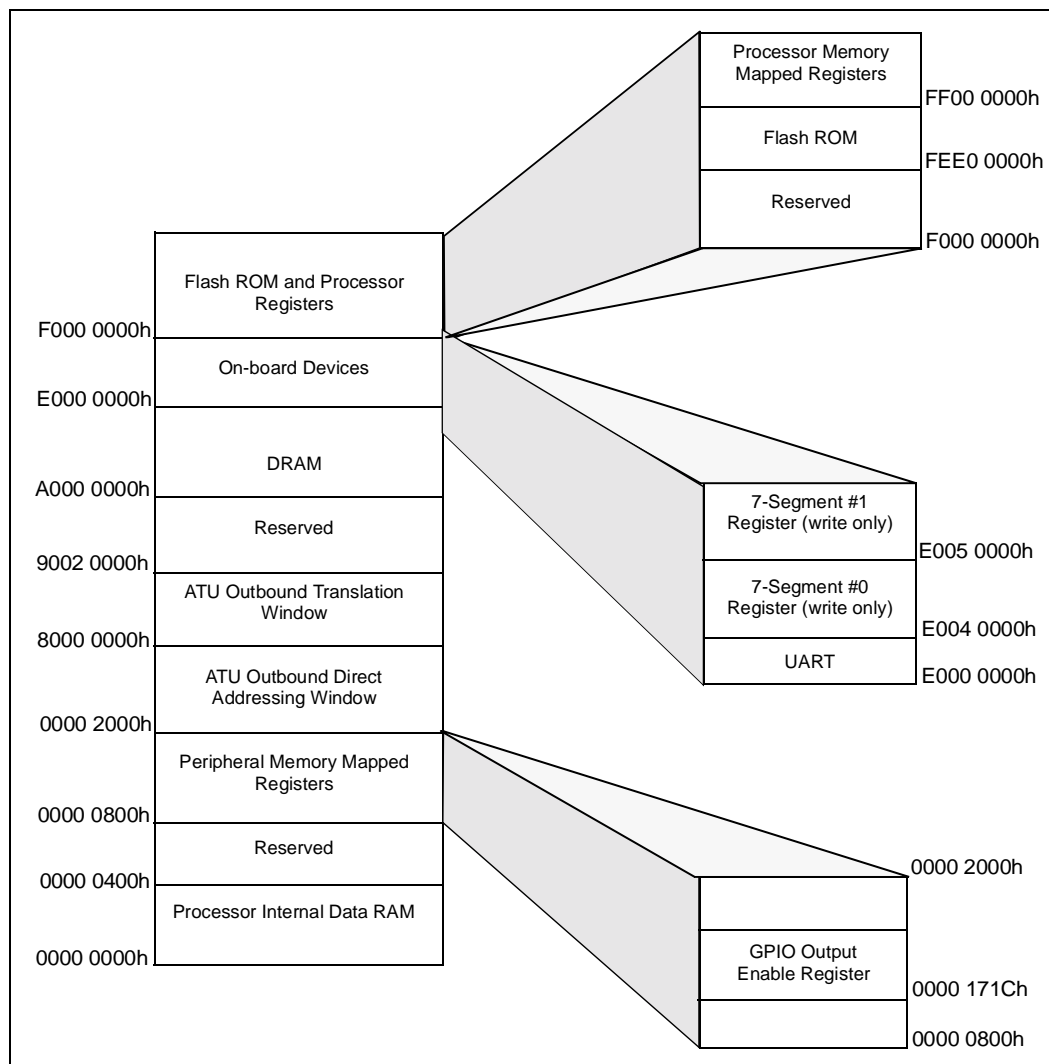 Processor Memory
Mapped Registers
FF00 0000h
Flash ROM
FEE0 0000h
Reserved
F000 0000h
Flash ROM and Processor
Registers
F000 0000h
On-board Devices
E000 0000h
DRAM
A000 0000h
Reserved
9002 0000h
ATU Outbound Translation
Window
8000 0000h
ATU Outbound Direct
Addressing Window
0000 2000h
Peripheral Memory Mapped
Registers
0000 0800h
Reserved
0000 0400h
Processor Internal Data RAM
0000 0000h
7-Segment #1
Register (write only)
E005 0000h
7-Segment #0
Register (write only)
E004 0000h
UART
E000 0000h
0000 2000h
GPIO Output
Enable Register
0000 171Ch
0000 0800h